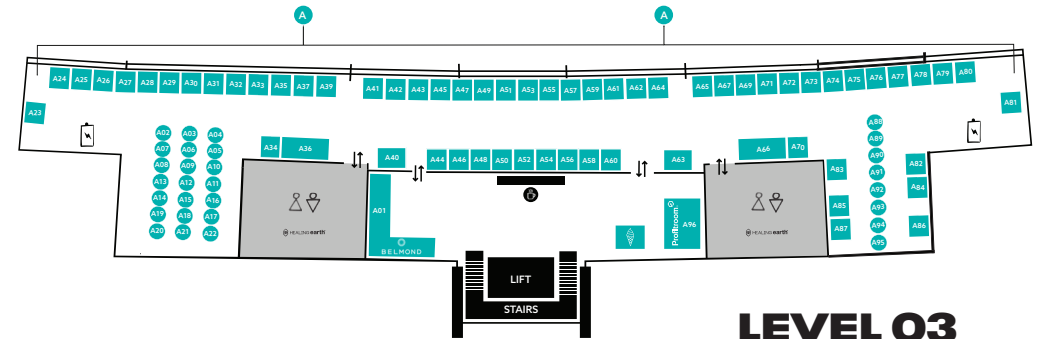 A A
A24 A25 A26 A27 A28 A29 A30 A31 A32 A33 A35 A37 A39 A41 A42 A43 A45 A47 A49 A51 A53 A55 A57 A59 A61 A62 A64 A65 A67 A69 A71 A72 A73 A74 A75 A76 A77 A78 A79 A80
A23 A81
A02 A03 A04 A88
A07 A06 A05 A34 A36 A66 A70 A89
A40 A44 A46 A48 A50 A52 A54 A56 A58 A60 A63 A90
A08 A09 A10 A83 A91 A82
A13 A12 A11 A92 A84
A14 A15 A16 A85 A93
A19 A18 A17 A01 A96 Profitroom A94 A86
A20 A21 A22 HEALING earth HEALING earth A87 A95
BELMOND
LIFT
STAIRS
LEVEL 03